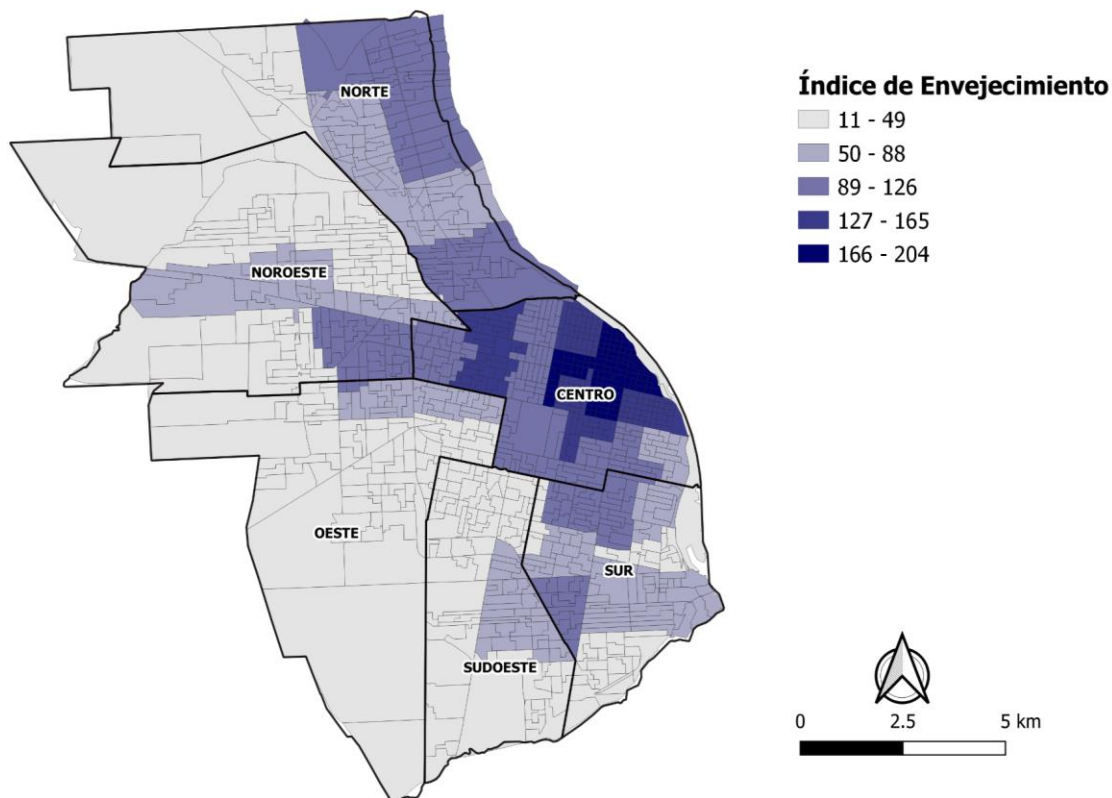 Índice de Envejecimiento
11 - 49
50 - 88
89 - 126
127 - 165
166 - 204
NORTE
NOROESTE
CENTRO
OESTE
SUR
SUDOESTE
0 2.5 5 km